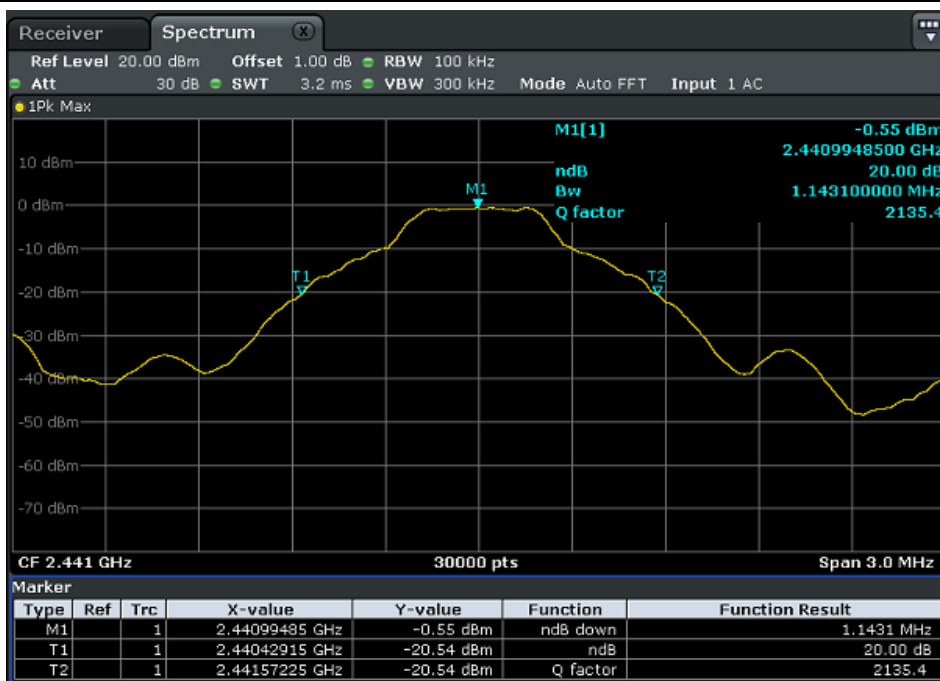 Receiver Spectrum X
Ref Level 20.00 dBm Offset 1.00 dB RBW 100 kHz
Att 30 dB SWT 3.2 ms VBW 300 kHz Mode Auto FFT Input 1 AC
1Pk Max
M1[1] -0.55 dBm
2.4409948500 GHz
ndB 20.00 dB
Bw 1.143100000 MHz
Q factor 2135.4
10 dBm
M1
0 dBm
-10 dBm
T1 T2
-20 dBm
-30 dBm
-40 dBm
-50 dBm
-60 dBm
-70 dBm
CF 2.441 GHz 30000 pts Span 3.0 MHz
Marker
Type Ref Trc X-value Y-value Function Function Result
M1 1 2.44099485 GHz -0.55 dBm ndB down 1.1431 MHz
T1 1 2.44042915 GHz -20.54 dBm ndB 20.00 dB
T2 1 2.44157225 GHz -20.54 dBm Q factor 2135.4